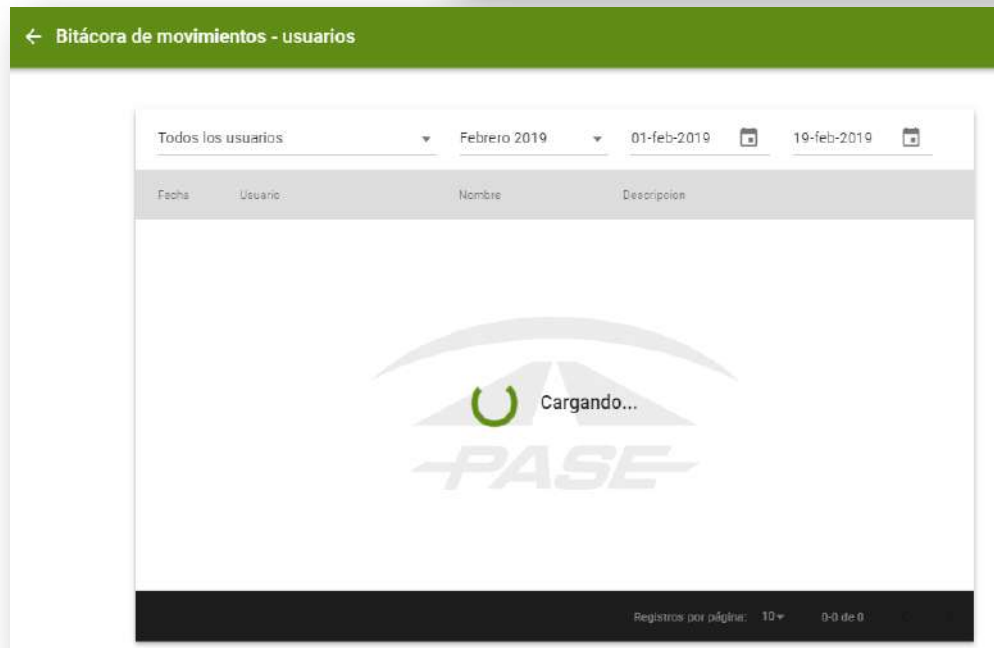 Bitácora de movimientos - usuarios
Todos los usuarios Febrero 2019 01-feb-2019 19-feb-2019
Fecha Usuario Nombre Descripcion
Cargando...
PASE
Registros por página: 10 0-0 de 0